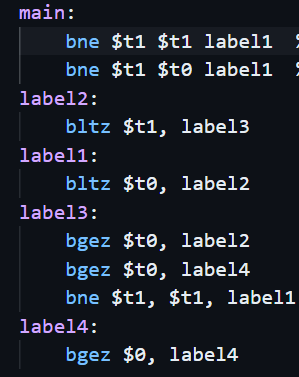 main:
bne $t1 $t1 label1 %
bne $t1 $t0 label1 %
label2:
bltz $t1, label3
label1:
bltz $t0, label2
label3:
bgez $t0, label2
bgez $t0, label4
bne $t1, $t1, label1
label4:
bgez $0, label4